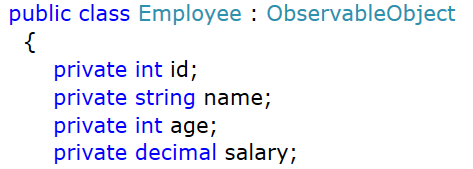 public class Employee : ObservableObject
{
private int id;
private string name;
private int age;
private decimal salary;